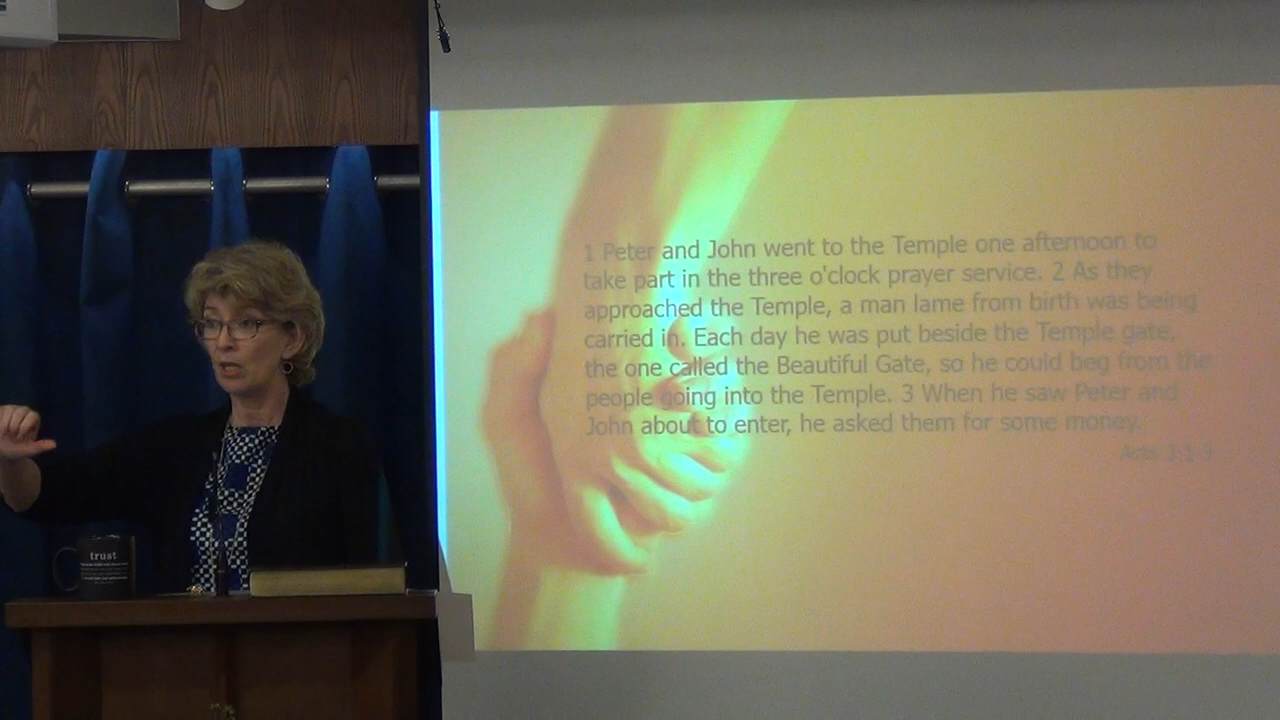 1 Peter and John went to the Temple one afternoon to
take part in the three o'clock prayer service. 2 As they
approached the Temple, a man lame from birth was being
carried in. Each day he was put beside the Temple gate,
the one called the Beautiful Gate, so he could beg from the
people going into the Temple. 3 When he saw Peter and
John about to enter, he asked them for some money.
Acts 3:1-3
trust